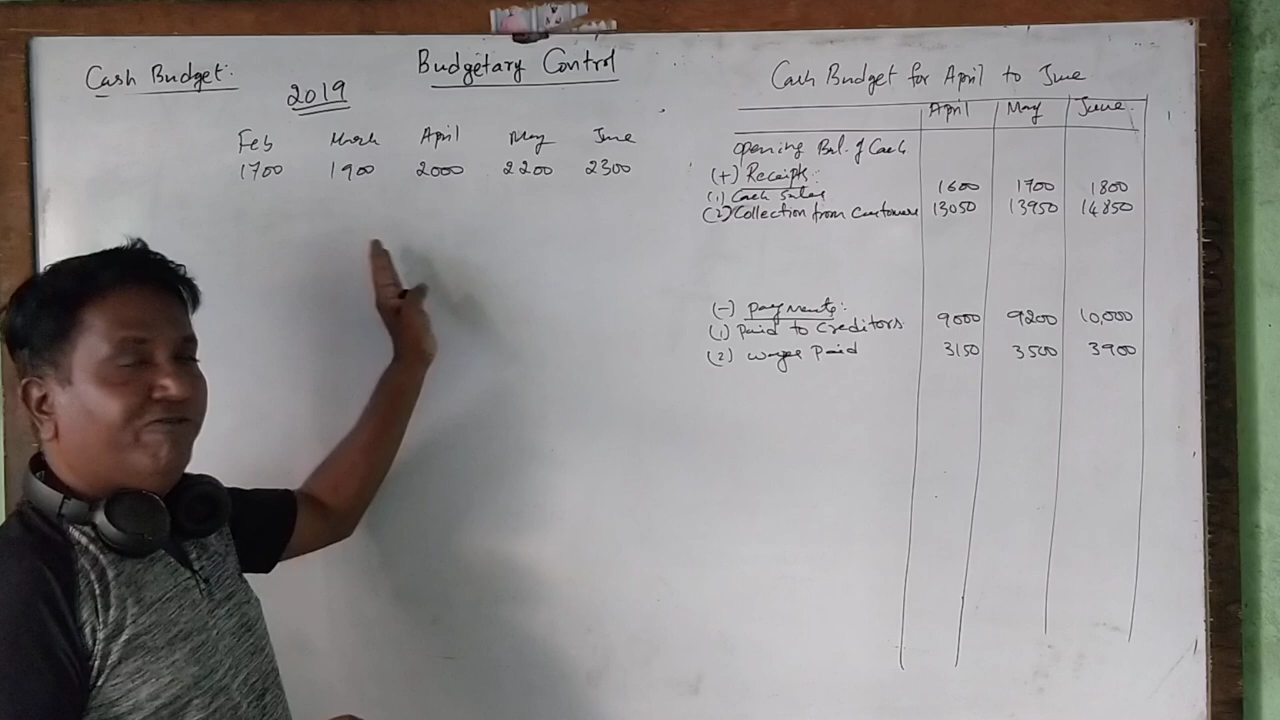 Budgetary Control
Cash Budget:
2019
Feb March April May June
1700 1900 2000 2200 2300
Cash Budget for April to June
April May June
opening Bal. of Cash
(+) Receipts:
(1) Cash Sales 1600 1700 1800
(2) Collection from Customers 13050 13950 14850
(-) payments:
(1) Paid to Creditors 9000 9200 10,000
(2) wages Paid 3150 3500 3900